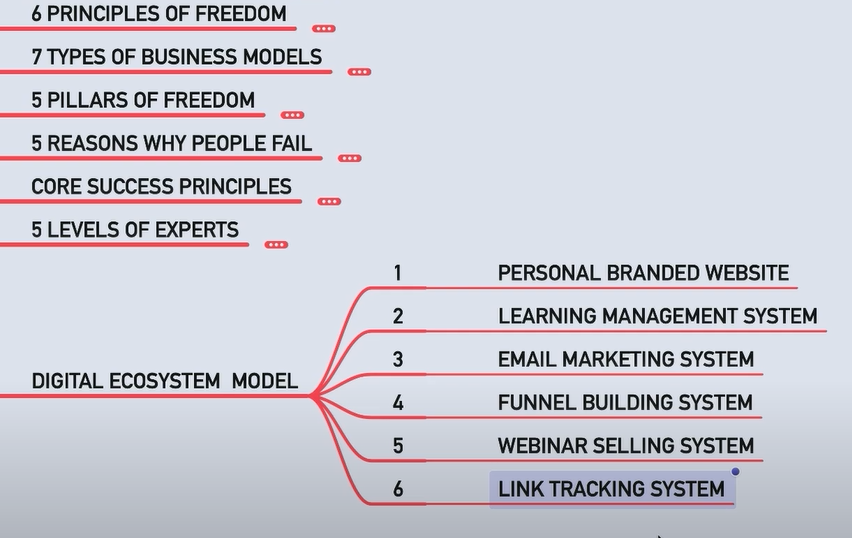 6 PRINCIPLES OF FREEDOM
7 TYPES OF BUSINESS MODELS
5 PILLARS OF FREEDOM
5 REASONS WHY PEOPLE FAIL
CORE SUCCESS PRINCIPLES
5 LEVELS OF EXPERTS
DIGITAL ECOSYSTEM MODEL
1 PERSONAL BRANDED WEBSITE
2 LEARNING MANAGEMENT SYSTEM
3 EMAIL MARKETING SYSTEM
4 FUNNEL BUILDING SYSTEM
5 WEBINAR SELLING SYSTEM
6 LINK TRACKING SYSTEM